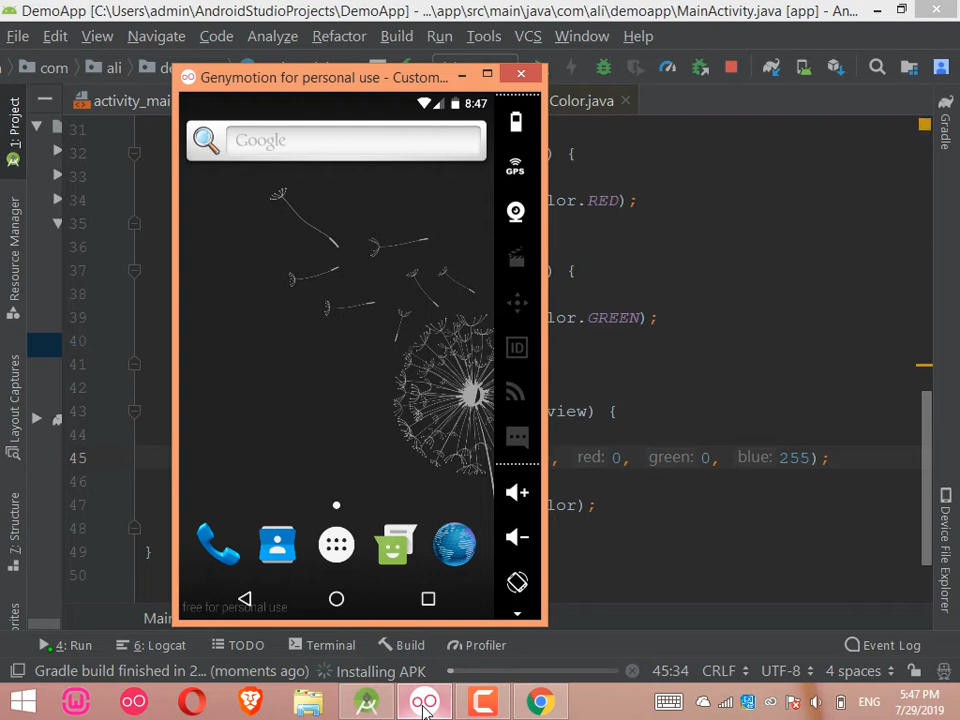 DemoApp [C:\Users\admin\AndroidStudioProjects\DemoApp] - ...\app\src\main\java\com\ali\demoapp\MainActivity.java [app] - An...
File Edit View Navigate Code Analyze Refactor Build Run Tools VCS Window Help
com ali
Genymotion for personal use - Custom...
activity_mai
Color.java
1: Project
Resource Manager
Layout Captures
7: Structure
Gradle
Device File Explorer
8:47
Google
GPS
ID
free for personal use
31
32 ) {
33
34 lor.RED);
35
36
37 ) {
38
39 lor.GREEN);
40
41
42
43 view) {
44
45 , red: 0, green: 0, blue: 255);
46
47 lor);
48
49 }
50
4: Run 6: Logcat TODO Terminal Build Profiler Event Log
Gradle build finished in 2... (moments ago) Installing APK 45:34 CRLF UTF-8 4 spaces
ENG
5:47 PM
7/29/2019